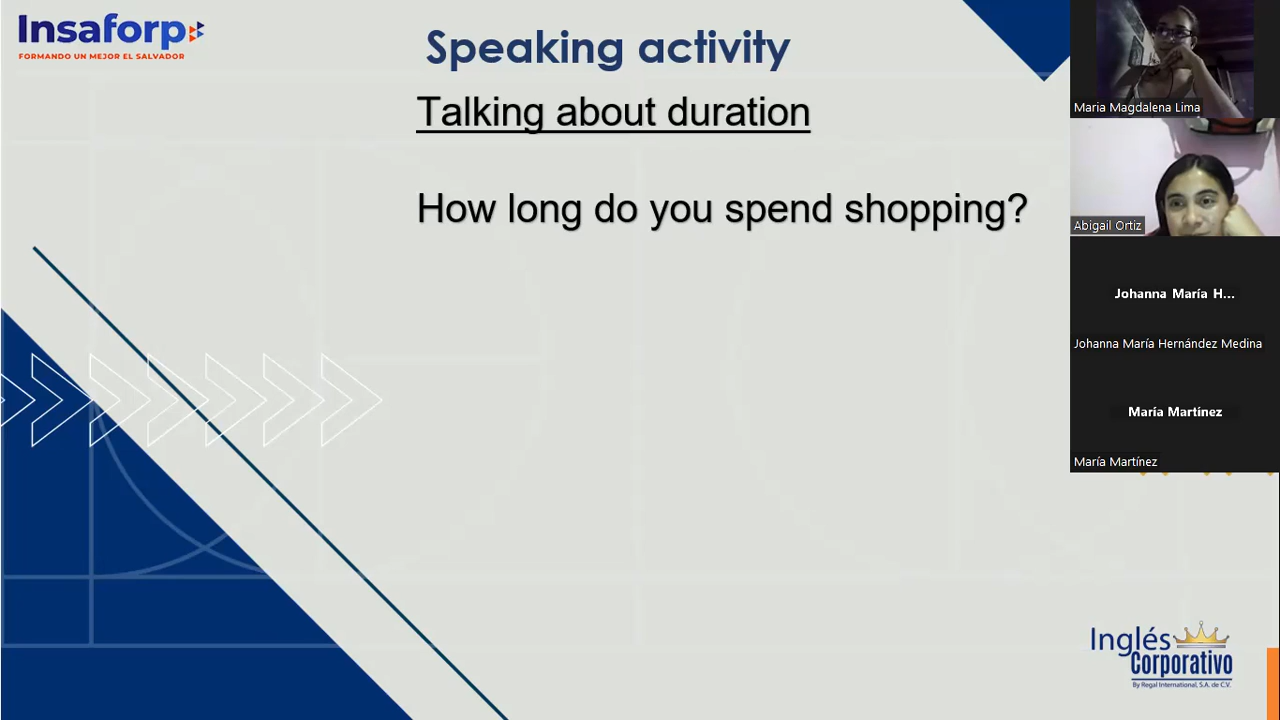 Insaforp
FORMANDO UN MEJOR EL SALVADOR
Speaking activity
Talking about duration
How long do you spend shopping?
Maria Magdalena Lima
Abigail Ortiz
Johanna María H...
Johanna María Hernández Medina
María Martínez
María Martínez
Inglés
Corporativo
By Regal International, S.A. de C.V.